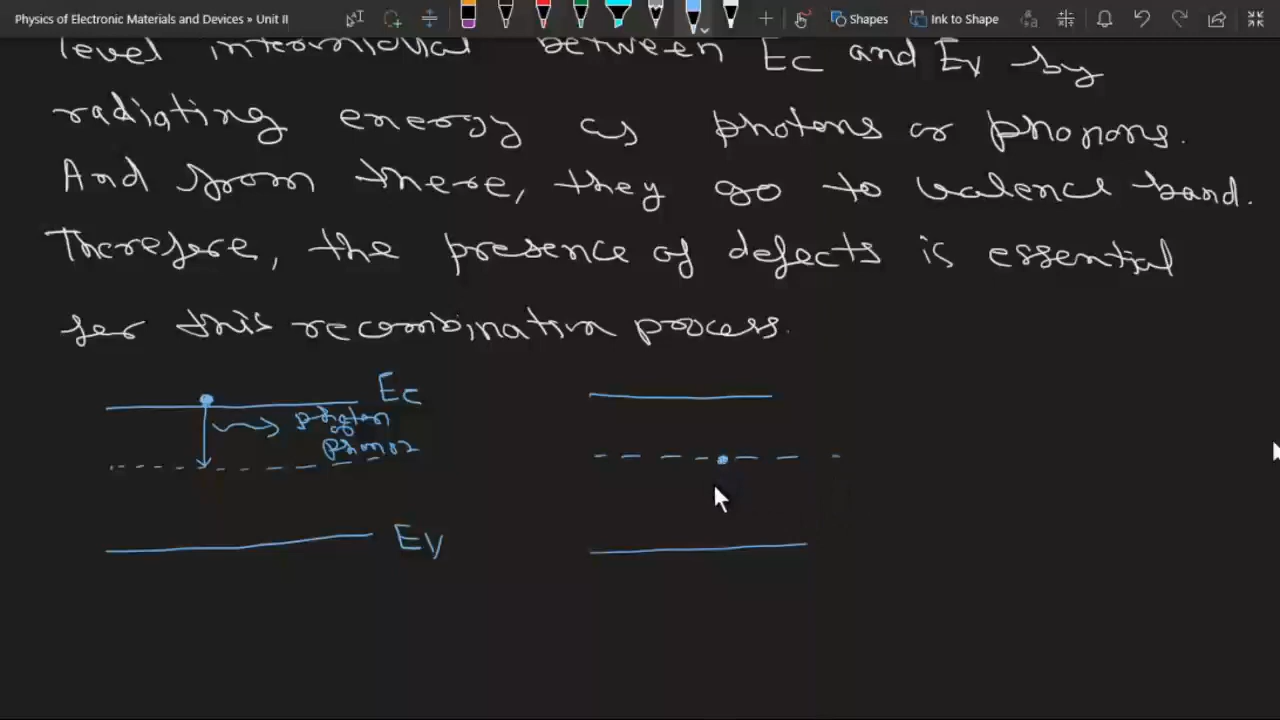 Physics of Electronic Materials and Devices » Unit II
Shapes
Ink to Shape
level between Ec and Ev by
radiating energy as photons or phonons.
And from there, they go to valence band.
Therefore, the presence of defects is essential
for this recombination process.
Ec
photon
or
phonon
Ev